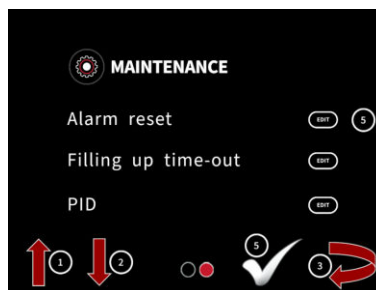 MAINTENANCE
Alarm reset EDIT 5
Filling up time-out EDIT
PID EDIT
1 2 5 3